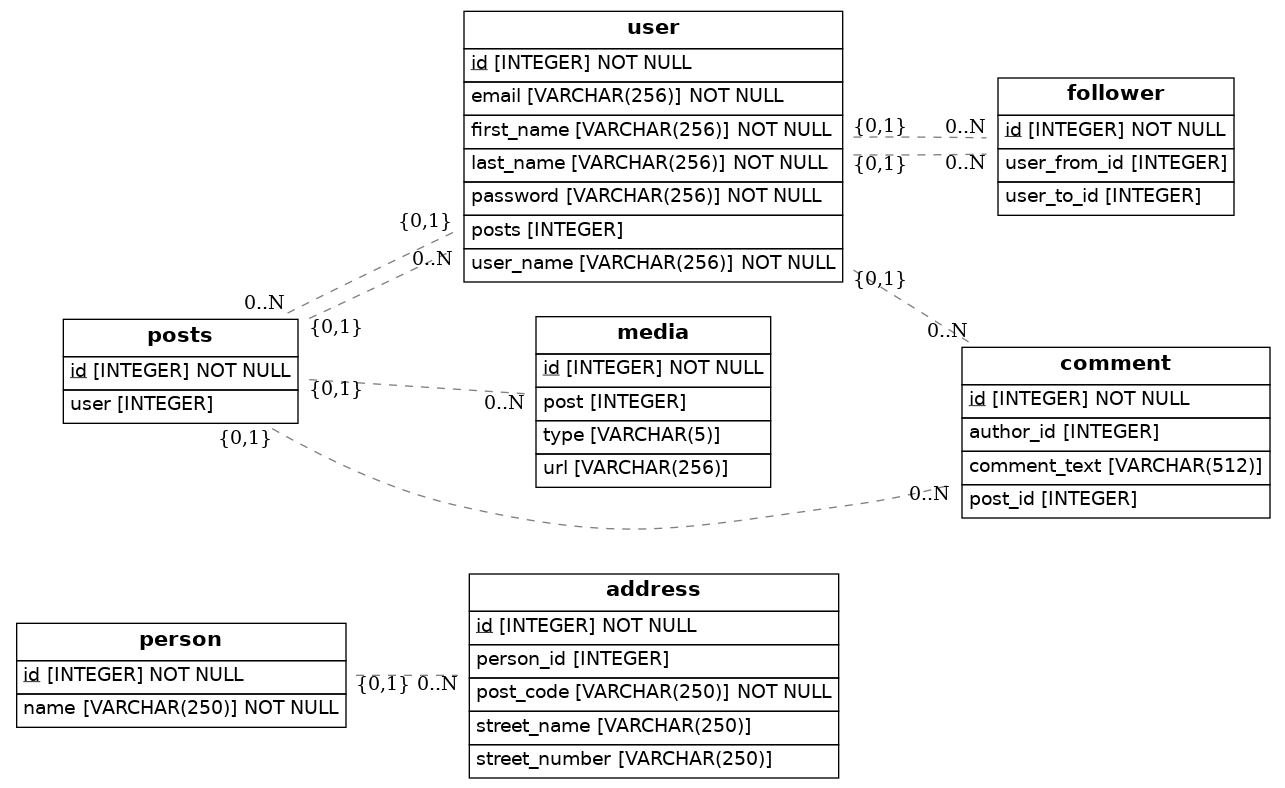 user
id [INTEGER] NOT NULL
email [VARCHAR(256)] NOT NULL
first_name [VARCHAR(256)] NOT NULL
last_name [VARCHAR(256)] NOT NULL
password [VARCHAR(256)] NOT NULL
posts [INTEGER]
user_name [VARCHAR(256)] NOT NULL
{0,1} 0..N
{0,1} 0..N
follower
id [INTEGER] NOT NULL
user_from_id [INTEGER]
user_to_id [INTEGER]
{0,1}
0..N
0..N
{0,1}
{0,1}
0..N
posts
id [INTEGER] NOT NULL
user [INTEGER]
{0,1}
0..N
media
id [INTEGER] NOT NULL
post [INTEGER]
type [VARCHAR(5)]
url [VARCHAR(256)]
comment
id [INTEGER] NOT NULL
author_id [INTEGER]
comment_text [VARCHAR(512)]
post_id [INTEGER]
{0,1}
0..N
person
id [INTEGER] NOT NULL
name [VARCHAR(250)] NOT NULL
{0,1} 0..N
address
id [INTEGER] NOT NULL
person_id [INTEGER]
post_code [VARCHAR(250)] NOT NULL
street_name [VARCHAR(250)]
street_number [VARCHAR(250)]